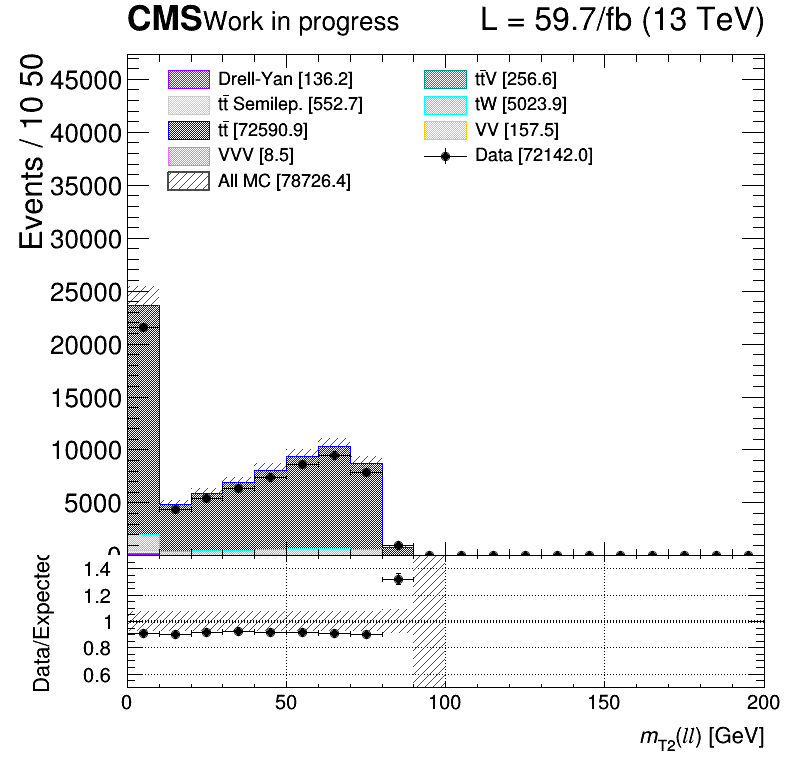 CMS Work in progress L = 59.7/fb (13 TeV)
Events / 10 50
45000
40000
35000
30000
25000
20000
15000
10000
5000
0
Drell-Yan [136.2]
tt̄ Semilep. [552.7]
tt̄ [72590.9]
VVV [8.5]
All MC [78726.4]
tt̄V [256.6]
tW [5023.9]
VV [157.5]
Data [72142.0]
Data/Expected
1.4
1.2
1
0.8
0.6
0 50 100 150 200
m_T2(ll) [GeV]